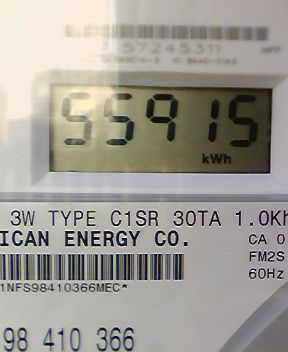 57245311
55915
kWh
3W TYPE C1SR 30TA 1.0Kh
ICAN ENERGY CO.
CA 0
FM2S
60Hz
1NFS98410366MEC*
98 410 366